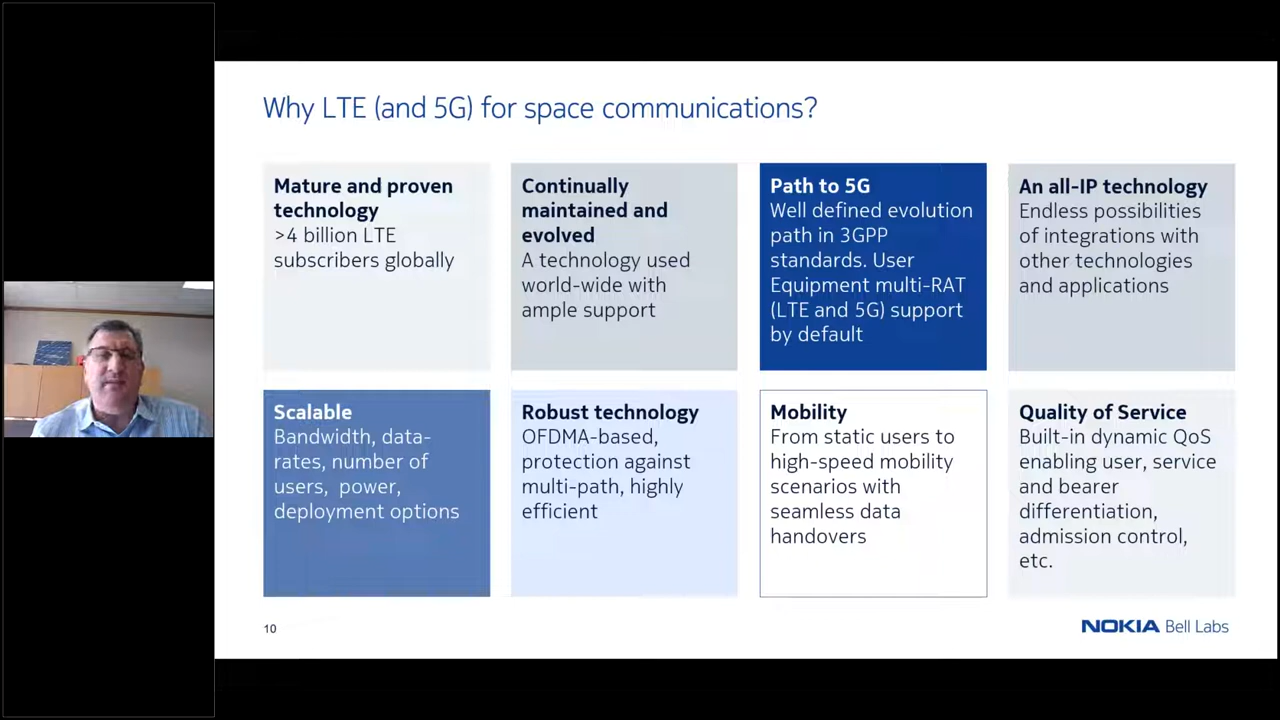 Why LTE (and 5G) for space communications?
Mature and proven
technology
>4 billion LTE
subscribers globally
Continually
maintained and
evolved
A technology used
world-wide with
ample support
Path to 5G
Well defined evolution
path in 3GPP
standards. User
Equipment multi-RAT
(LTE and 5G) support
by default
An all-IP technology
Endless possibilities
of integrations with
other technologies
and applications
Scalable
Bandwidth, data-
rates, number of
users, power,
deployment options
Robust technology
OFDMA-based,
protection against
multi-path, highly
efficient
Mobility
From static users to
high-speed mobility
scenarios with
seamless data
handovers
Quality of Service
Built-in dynamic QoS
enabling user, service
and bearer
differentiation,
admission control,
etc.
10
NOKIA Bell Labs